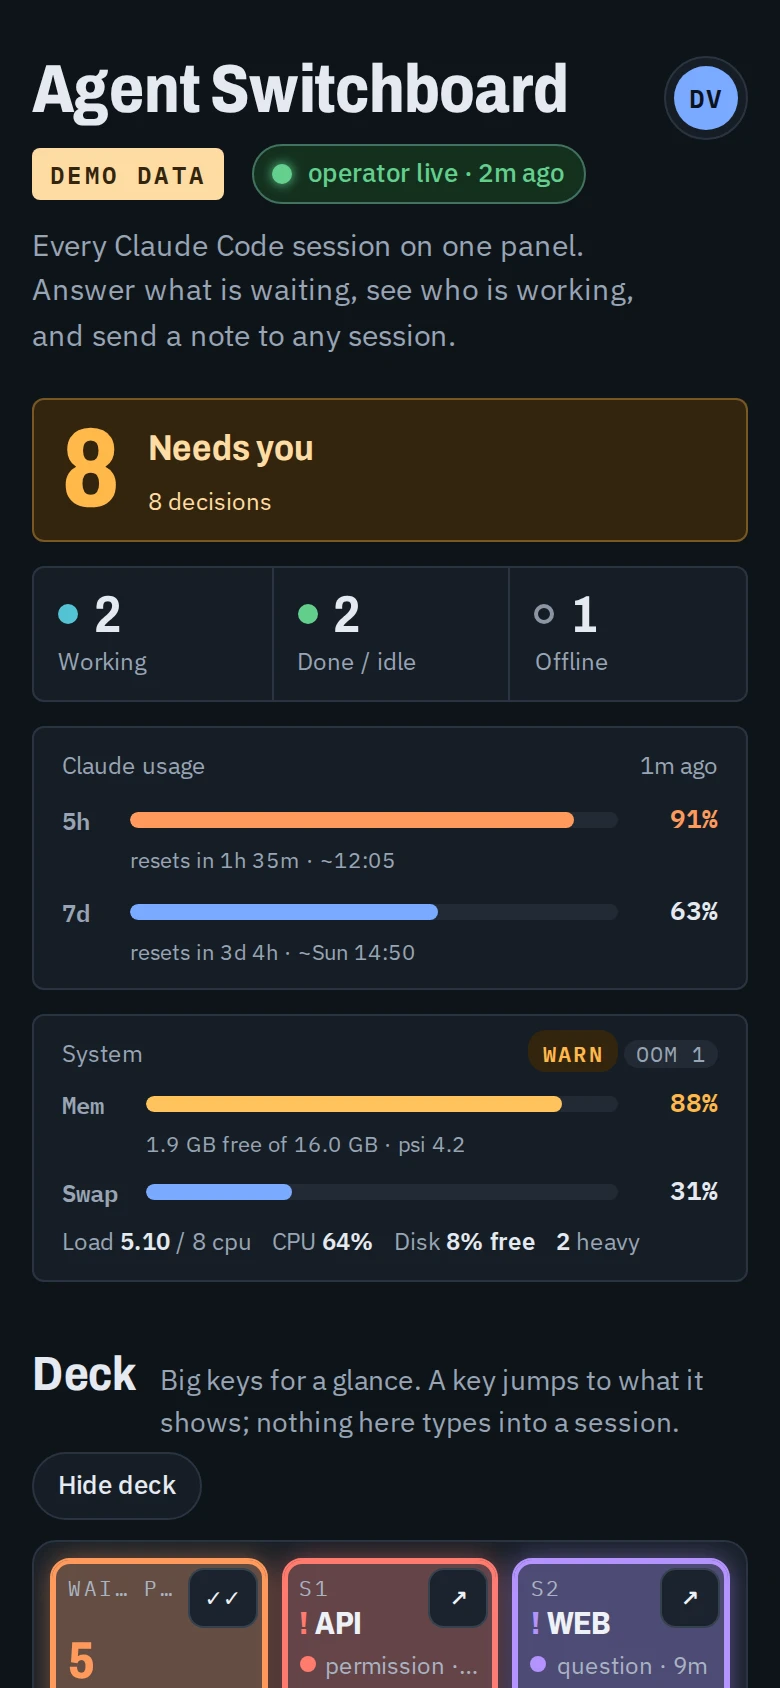 Agent Switchboard
DV
DEMO DATA
operator live · 2m ago
Every Claude Code session on one panel.
Answer what is waiting, see who is working,
and send a note to any session.
8
Needs you
8 decisions
2
Working
2
Done / idle
1
Offline
Claude usage
1m ago
5h
91%
resets in 1h 35m · ~12:05
7d
63%
resets in 3d 4h · ~Sun 14:50
System
WARN
OOM 1
Mem
88%
1.9 GB free of 16.0 GB · psi 4.2
Swap
31%
Load 5.10 / 8 cpu CPU 64% Disk 8% free 2 heavy
Deck
Big keys for a glance. A key jumps to what it
shows; nothing here types into a session.
Hide deck
WAI… P…
✓✓
5
S1
↗
! API
permission ·…
S2
↗
! WEB
question · 9m